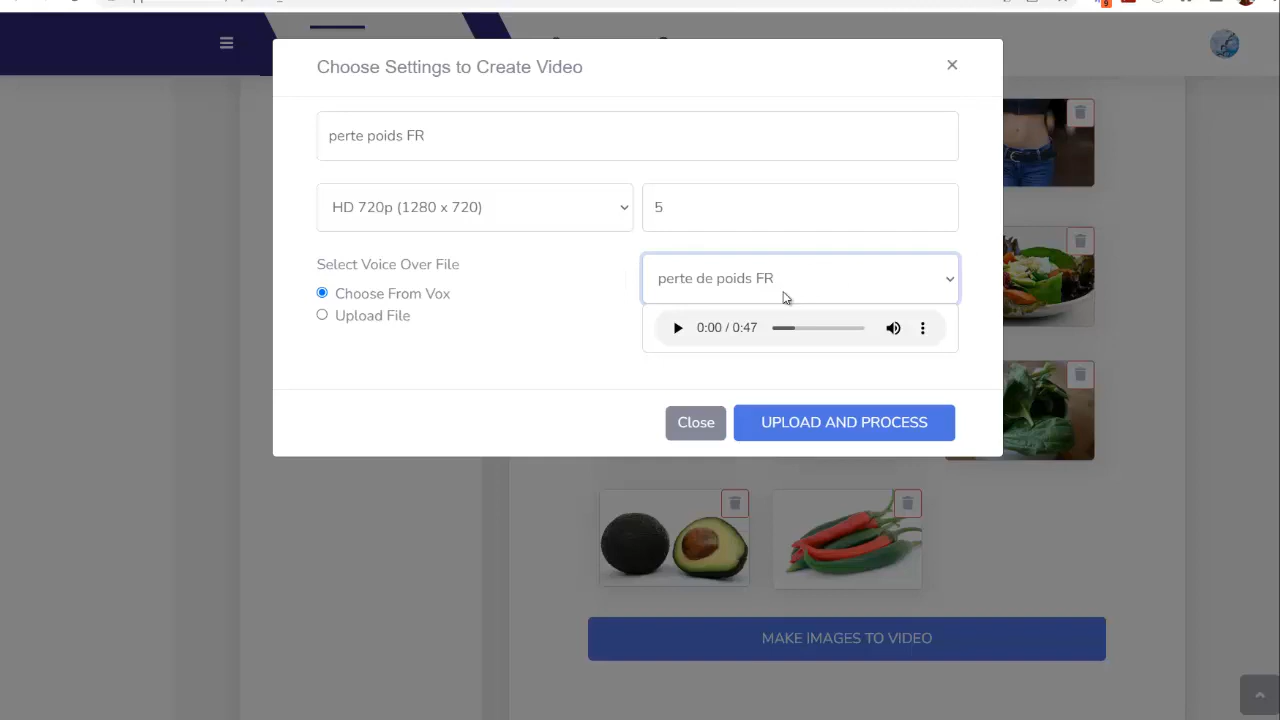 Choose Settings to Create Video
×
perte poids FR
HD 720p (1280 x 720)
5
Select Voice Over File
perte de poids FR
Choose From Vox
Upload File
0:00 / 0:47
Close
UPLOAD AND PROCESS
MAKE IMAGES TO VIDEO